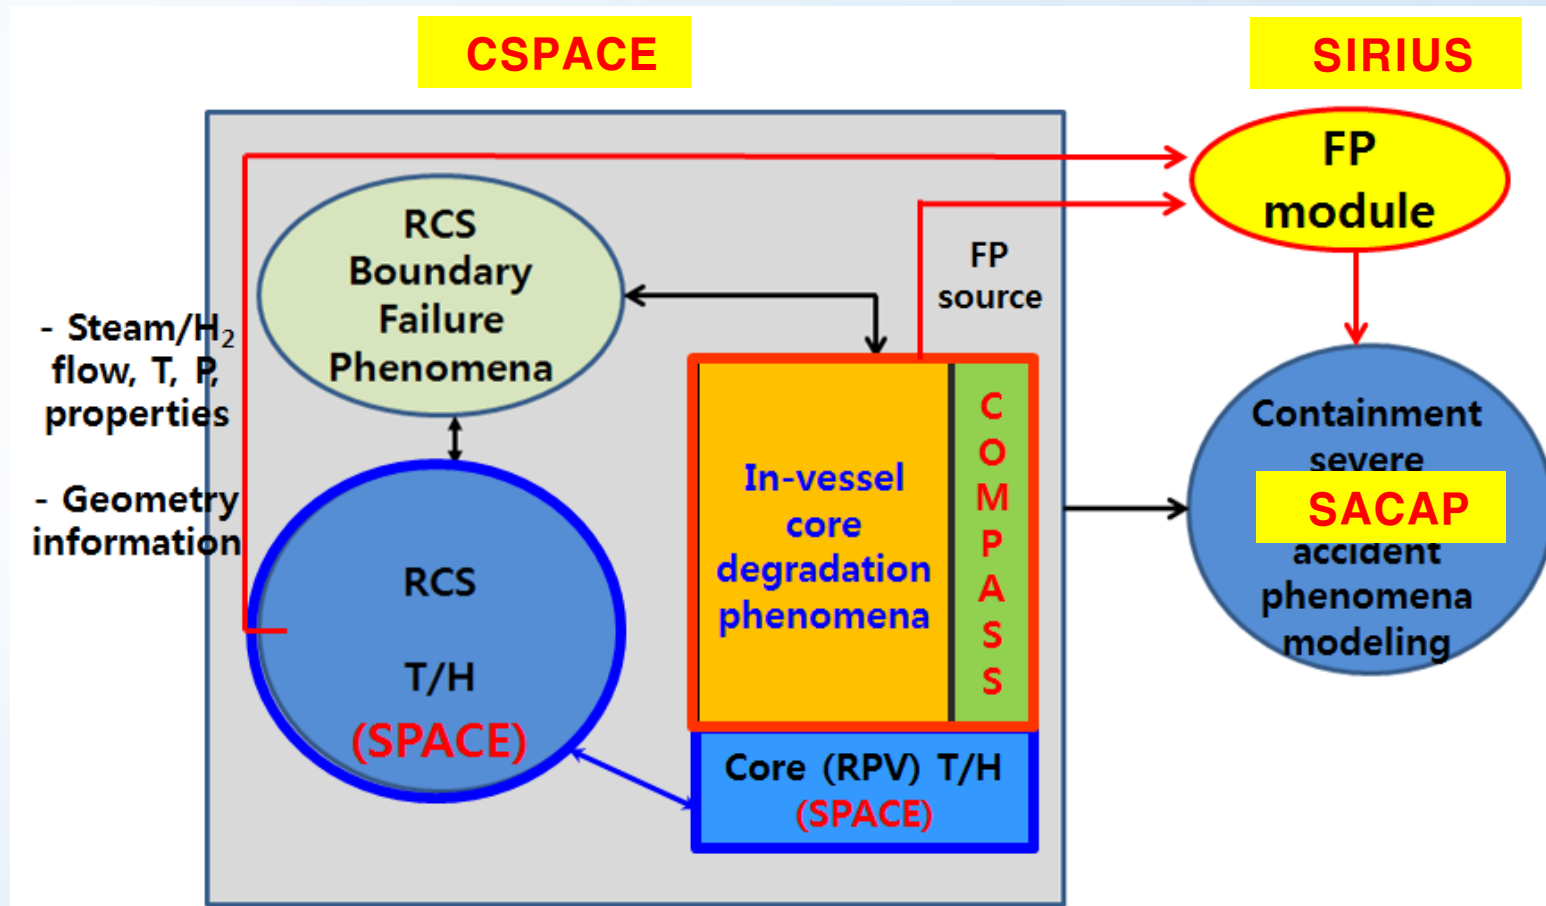 CSPACE
SIRIUS
FP
module
RCS
Boundary
Failure
Phenomena
FP
source
- Steam/H₂
flow, T, P,
properties
- Geometry
information
In-vessel
core
degradation
phenomena
C
O
M
P
A
S
S
Containment
severe
SACAP
accident
phenomena
modeling
RCS
T/H
(SPACE)
Core (RPV) T/H
(SPACE)